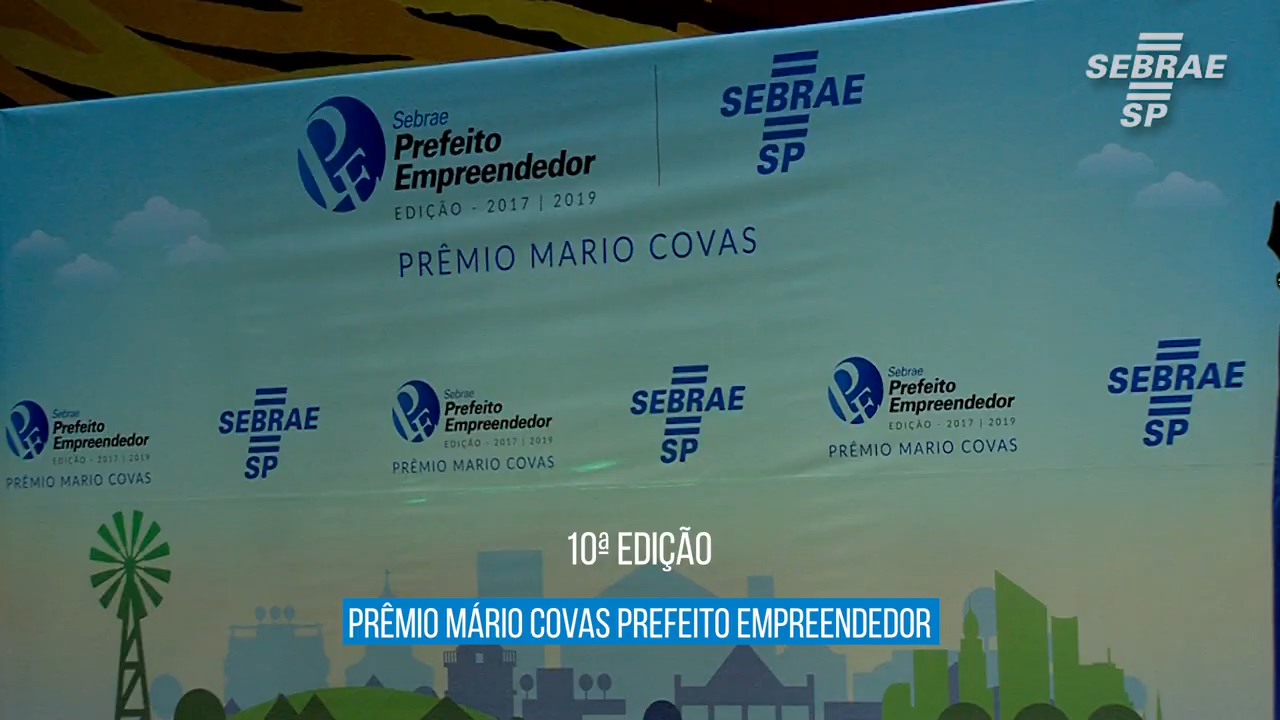 SEBRAE
SP
Sebrae
Prefeito
Empreendedor
EDIÇÃO - 2017 | 2019
SEBRAE
SP
PRÊMIO MARIO COVAS
Sebrae
Prefeito
Empreendedor
EDIÇÃO - 2017 | 2019
PRÊMIO MARIO COVAS
SEBRAE
SP
Sebrae
Prefeito
Empreendedor
EDIÇÃO - 2017 | 2019
PRÊMIO MARIO COVAS
SEBRAE
SP
Sebrae
Prefeito
Empreendedor
EDIÇÃO - 2017 | 2019
PRÊMIO MARIO COVAS
SEBRAE
SP
10ª EDIÇÃO
PRÊMIO MÁRIO COVAS PREFEITO EMPREENDEDOR